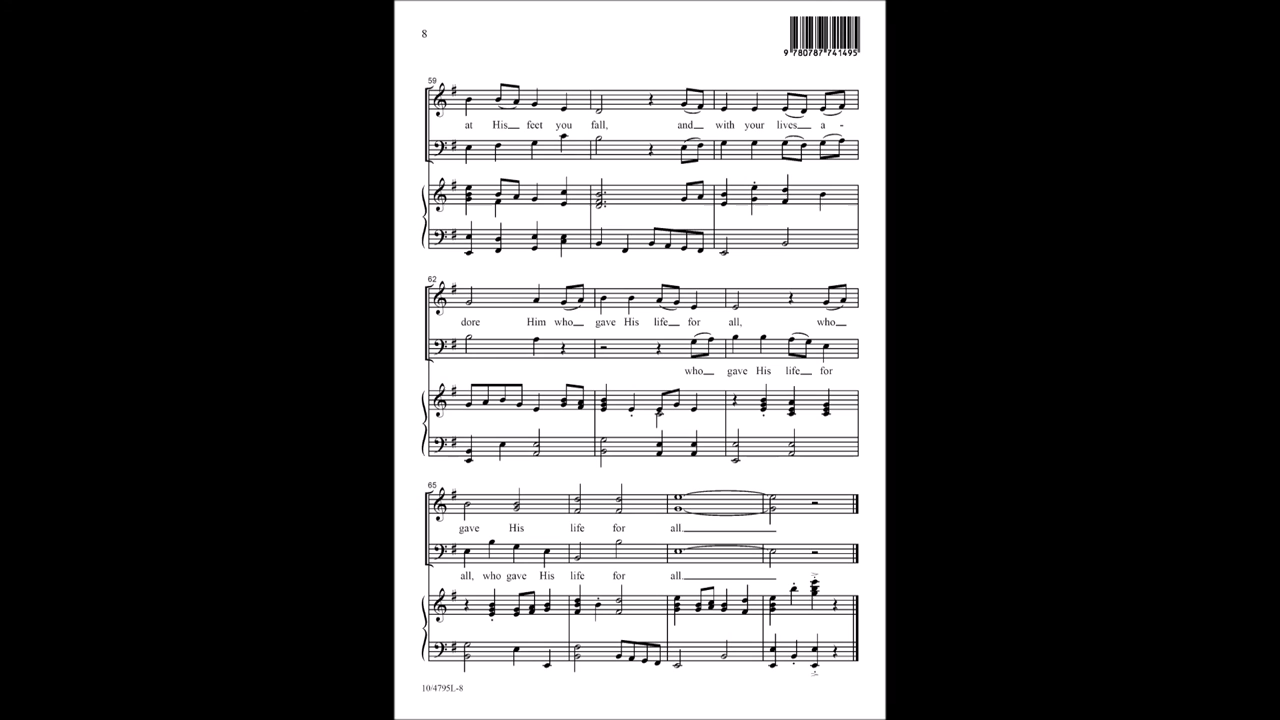 8
9 780787 741495
59
at His feet you fall, and with your lives a -
62
dore Him who gave His life for all, who
who gave His life for
65
gave His life for all.
all, who gave His life for all.
10/4795L-8